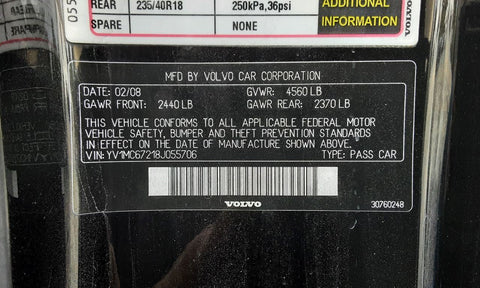 REAR 235/40R18 250kPa,36psi
SPARE NONE
ADDITIONAL
INFORMATION
055
MFD BY VOLVO CAR CORPORATION
DATE: 02/08 GVWR: 4560 LB
GAWR FRONT: 2440 LB GAWR REAR: 2370 LB
THIS VEHICLE CONFORMS TO ALL APPLICABLE FEDERAL MOTOR
VEHICLE SAFETY, BUMPER AND THEFT PREVENTION STANDARDS
IN EFFECT ON THE DATE OF MANUFACTURE SHOWN ABOVE.
VIN: YV1MC67218J055706 TYPE: PASS CAR
VOLVO 30760248